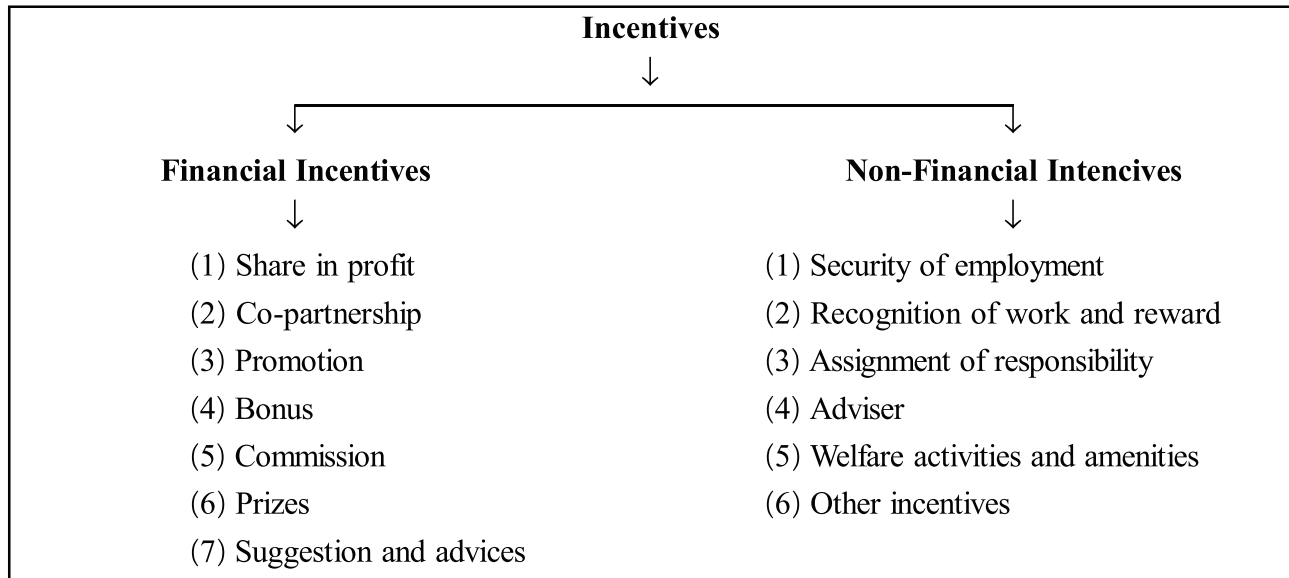 Incentives
Financial Incentives
(1) Share in profit
(2) Co-partnership
(3) Promotion
(4) Bonus
(5) Commission
(6) Prizes
(7) Suggestion and advices
Non-Financial Intencives
(1) Security of employment
(2) Recognition of work and reward
(3) Assignment of responsibility
(4) Adviser
(5) Welfare activities and amenities
(6) Other incentives